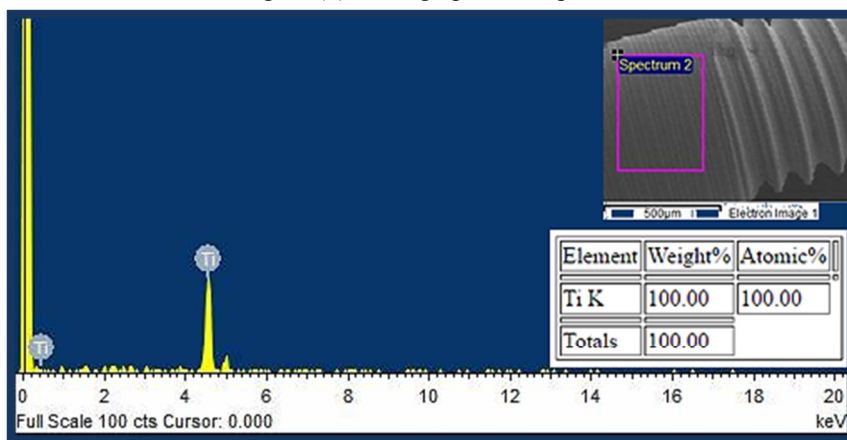 Spectrum 2
500µm
Electron Image 1
Ti
Ti
Element Weight% Atomic%
Ti K 100.00 100.00
Totals 100.00
0 2 4 6 8 10 12 14 16 18 20
Full Scale 100 cts Cursor: 0.000 keV